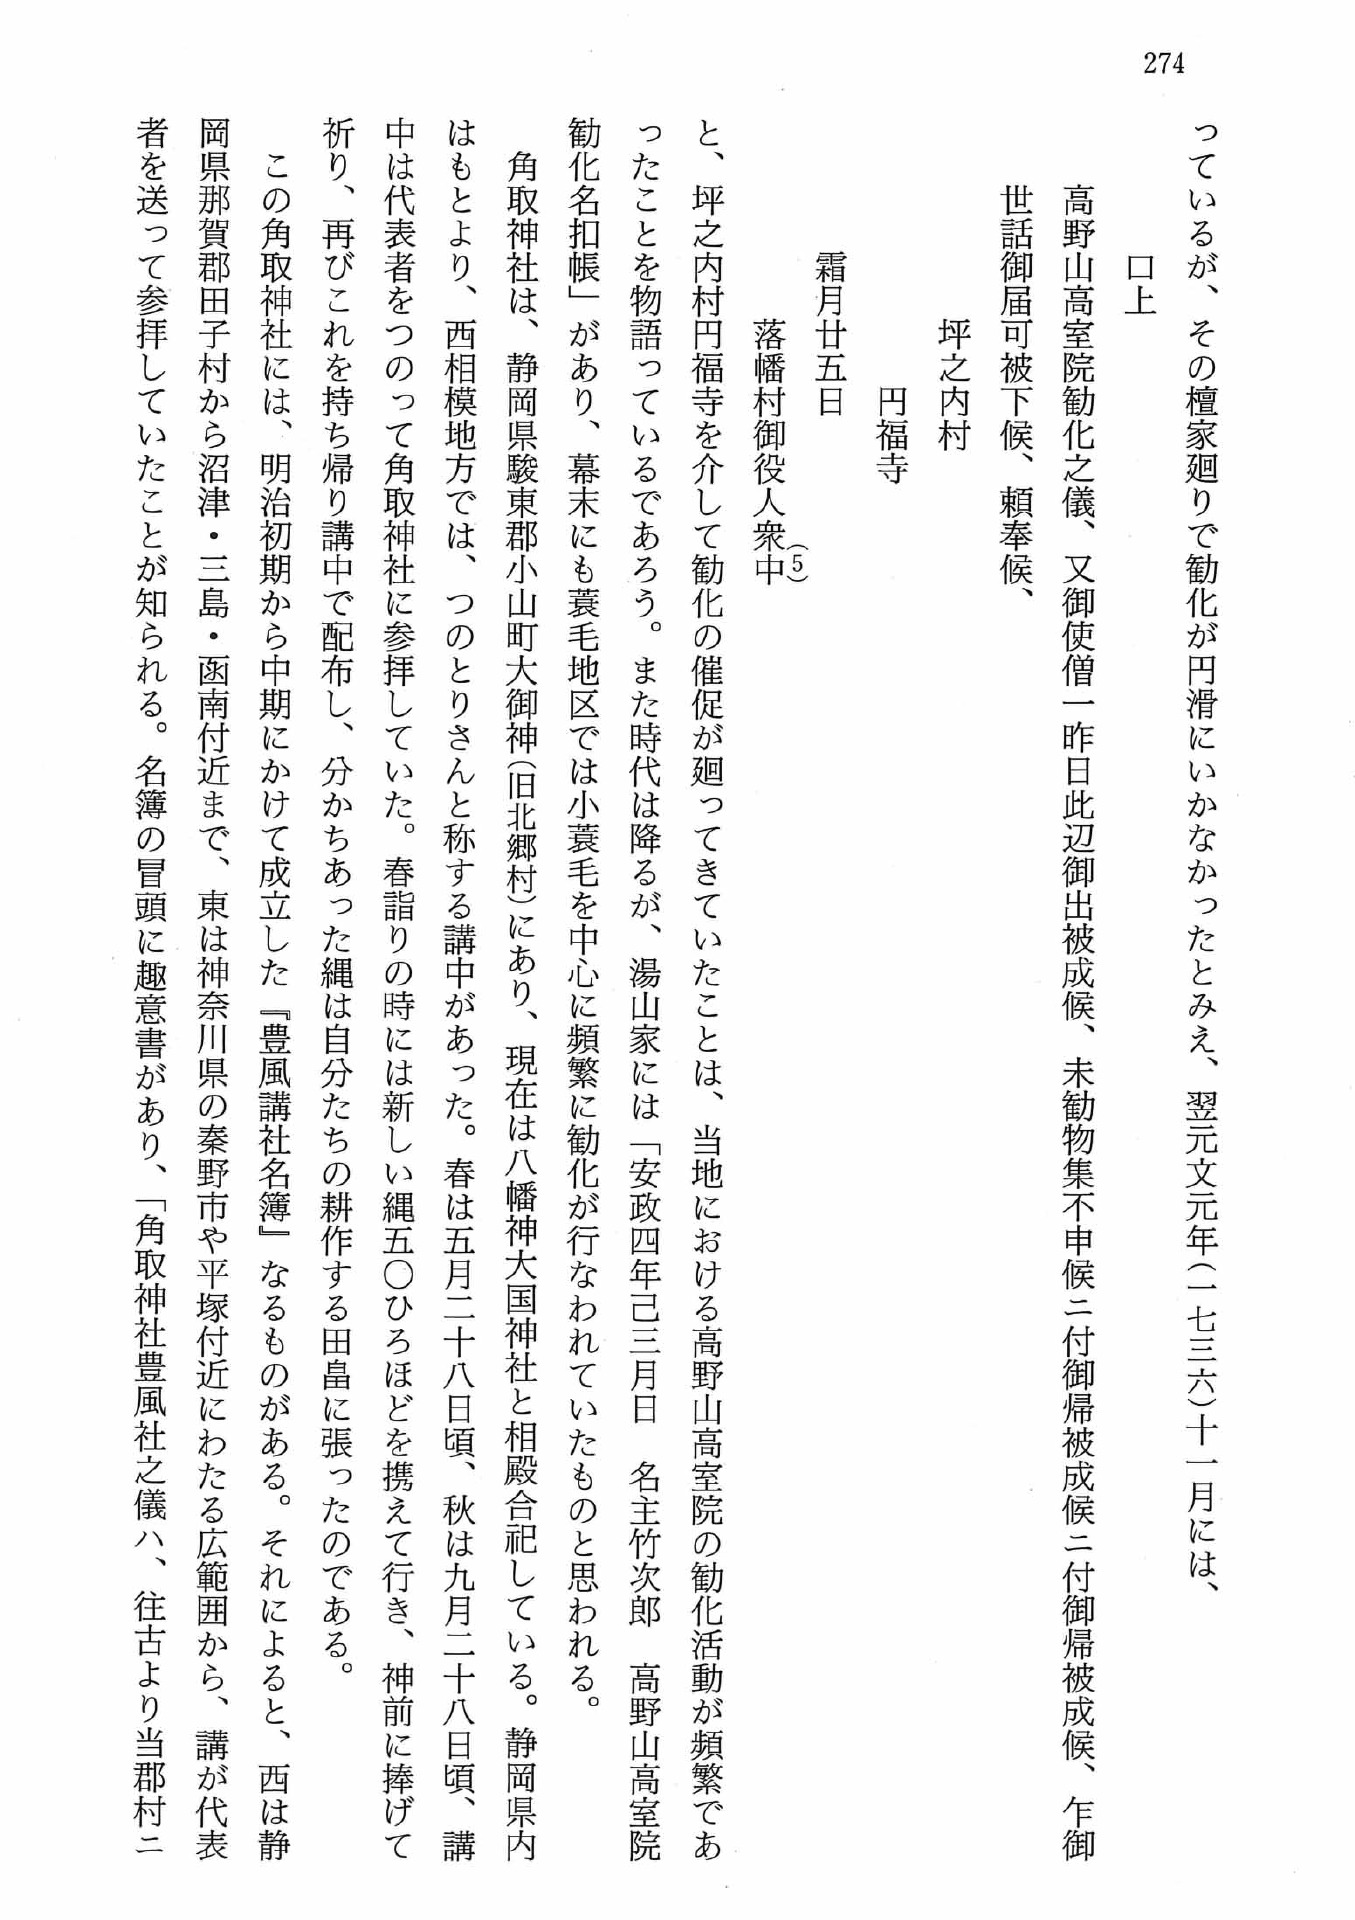 274
っているが、その檀家廻りで勧化が円滑にいかなかったとみえ、翌元文元年（一七三六）十一月には、
口上
高野山高室院勧化之儀、又御使僧一昨日此辺御出被成候、未勧物集不申候ニ付御帰被成候ニ付御帰被成候、乍御
世話御届可被下候、頼奉候、
坪之内村
円福寺
霜月廿五日
落幡村御役人衆中（5）
と、坪之内村円福寺を介して勧化の催促が廻ってきていたことは、当地における高野山高室院の勧化活動が頻繁であ
ったことを物語っているであろう。また時代は降るが、湯山家には「安政四年己三月日　名主竹次郎　高野山高室院
勧化名扣帳」があり、幕末にも蓑毛地区では小蓑毛を中心に頻繁に勧化が行なわれていたものと思われる。
角取神社は、静岡県駿東郡小山町大御神（旧北郷村）にあり、現在は八幡神大国神社と相殿合祀している。静岡県内
はもとより、西相模地方では、つのとりさんと称する講中があった。春は五月二十八日頃、秋は九月二十八日頃、講
中は代表者をつのって角取神社に参拝していた。春詣りの時には新しい縄五〇ひろほどを携えて行き、神前に捧げて
祈り、再びこれを持ち帰り講中で配布し、分かちあった縄は自分たちの耕作する田畠に張ったのである。
この角取神社には、明治初期から中期にかけて成立した『豊風講社名簿』なるものがある。それによると、西は静
岡県那賀郡田子村から沼津・三島・函南付近まで、東は神奈川県の秦野市や平塚付近にわたる広範囲から、講が代表
者を送って参拝していたことが知られる。名簿の冒頭に趣意書があり、「角取神社豊風社之儀ハ、往古より当郡村ニ